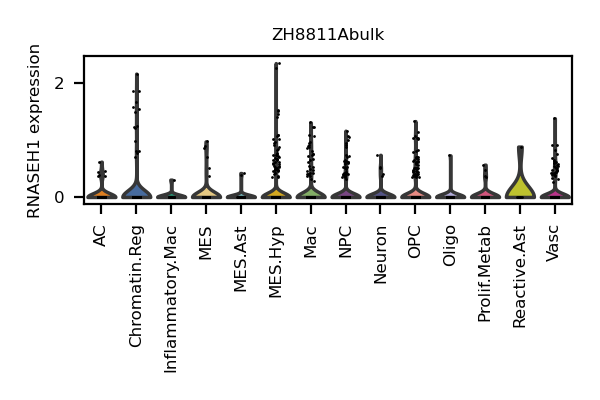 ZH8811Abulk
RNASEH1 expression
2
0
AC
Chromatin.Reg
Inflammatory.Mac
MES
MES.Ast
MES.Hyp
Mac
NPC
Neuron
OPC
Oligo
Prolif.Metab
Reactive.Ast
Vasc